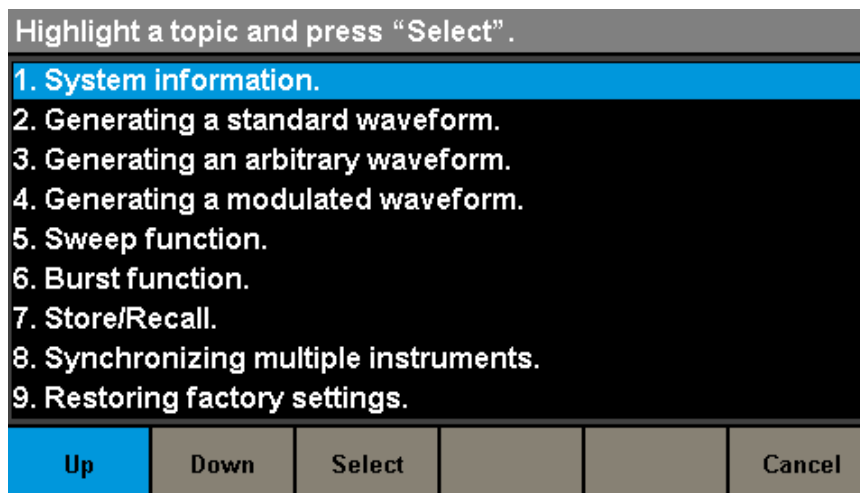 Highlight a topic and press “Select”.
1. System information.
2. Generating a standard waveform.
3. Generating an arbitrary waveform.
4. Generating a modulated waveform.
5. Sweep function.
6. Burst function.
7. Store/Recall.
8. Synchronizing multiple instruments.
9. Restoring factory settings.
Up Down Select Cancel